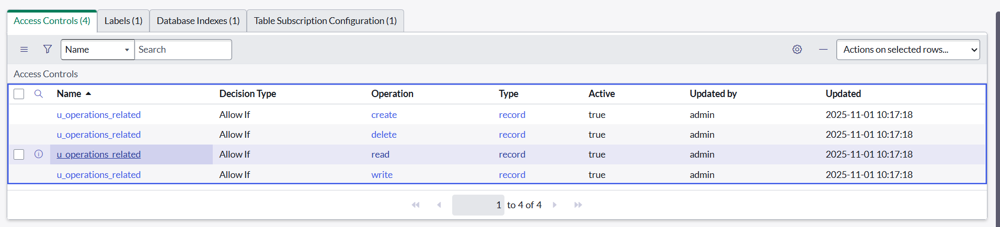 Access Controls (4) Labels (1) Database Indexes (1) Table Subscription Configuration (1)
Name Search Actions on selected rows...
Access Controls
Name Decision Type Operation Type Active Updated by Updated
u_operations_related Allow If create record true admin 2025-11-01 10:17:18
u_operations_related Allow If delete record true admin 2025-11-01 10:17:18
u_operations_related Allow If read record true admin 2025-11-01 10:17:18
u_operations_related Allow If write record true admin 2025-11-01 10:17:18
1 to 4 of 4